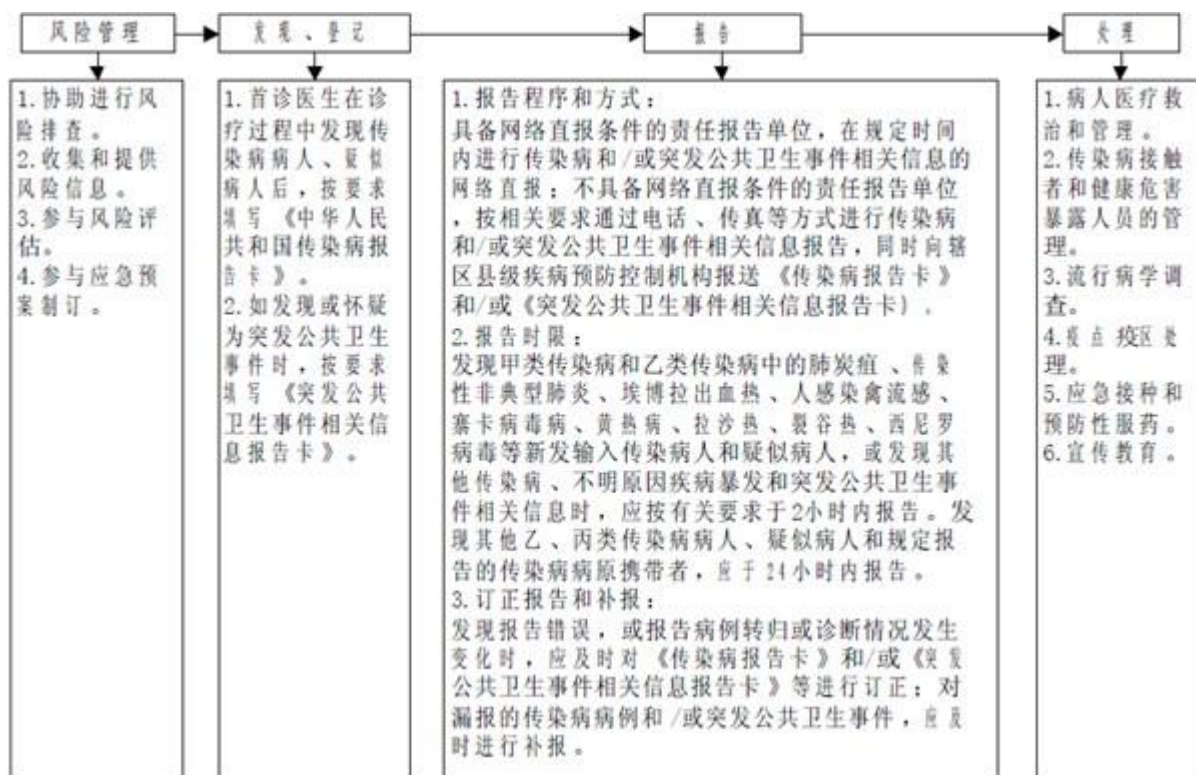 风险管理
发现、登记
报告
处理
1.协助进行风
险排查。
2.收集和提供
风险信息。
3.参与风险评
估。
4.参与应急预
案制订。
1.首诊医生在诊
疗过程中发现传
染病病人、疑似
病人后，按要求
填写《中华人民
共和国传染病报
告卡》。
2.如发现或怀疑
为突发公共卫生
事件时，按要求
填写《突发公共
卫生事件相关信
息报告卡》。
1.报告程序和方式：
具备网络直报条件的责任报告单位，在规定时间
内进行传染病和/或突发公共卫生事件相关信息的
网络直报；不具备网络直报条件的责任报告单位
，按相关要求通过电话、传真等方式进行传染病
和/或突发公共卫生事件相关信息报告，同时向辖
区县级疾病预防控制机构报送《传染病报告卡》
和/或《突发公共卫生事件相关信息报告卡》.
2.报告时限：
发现甲类传染病和乙类传染病中的肺炭疽、传染
性非典型肺炎、埃博拉出血热、人感染禽流感、
寨卡病毒病、黄热病、拉沙热、裂谷热、西尼罗
病毒等新发输入传染病人和疑似病人，或发现其
他传染病、不明原因疾病暴发和突发公共卫生事
件相关信息时，应按有关要求于2小时内报告。发
现其他乙、丙类传染病病人、疑似病人和规定报
告的传染病病原携带者，应于24小时内报告。
3.订正报告和补报：
发现报告错误，或报告病例转归或诊断情况发生
变化时，应及时对《传染病报告卡》和/或《突发
公共卫生事件相关信息报告卡》等进行订正；对
漏报的传染病病例和/或突发公共卫生事件，应及
时进行补报。
1.病人医疗救
治和管理。
2.传染病接触
者和健康危害
暴露人员的管
理。
3.流行病学调
查。
4.疫点疫区处
理。
5.应急接种和
预防性服药。
6.宣传教育。